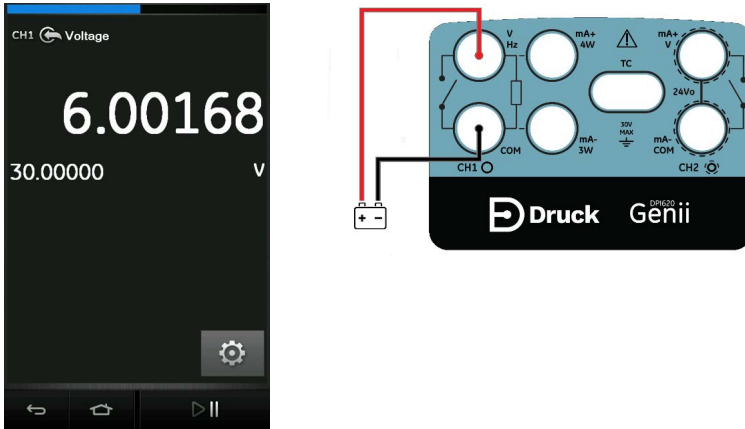 CH1 Voltage
6.00168
30.00000 V
V
Hz
mA+
4W
mA+
V
TC
24Vo
30V
MAX
COM
mA-
3W
mA-
COM
CH1
CH2
+ -
Druck
DPI620
Genii